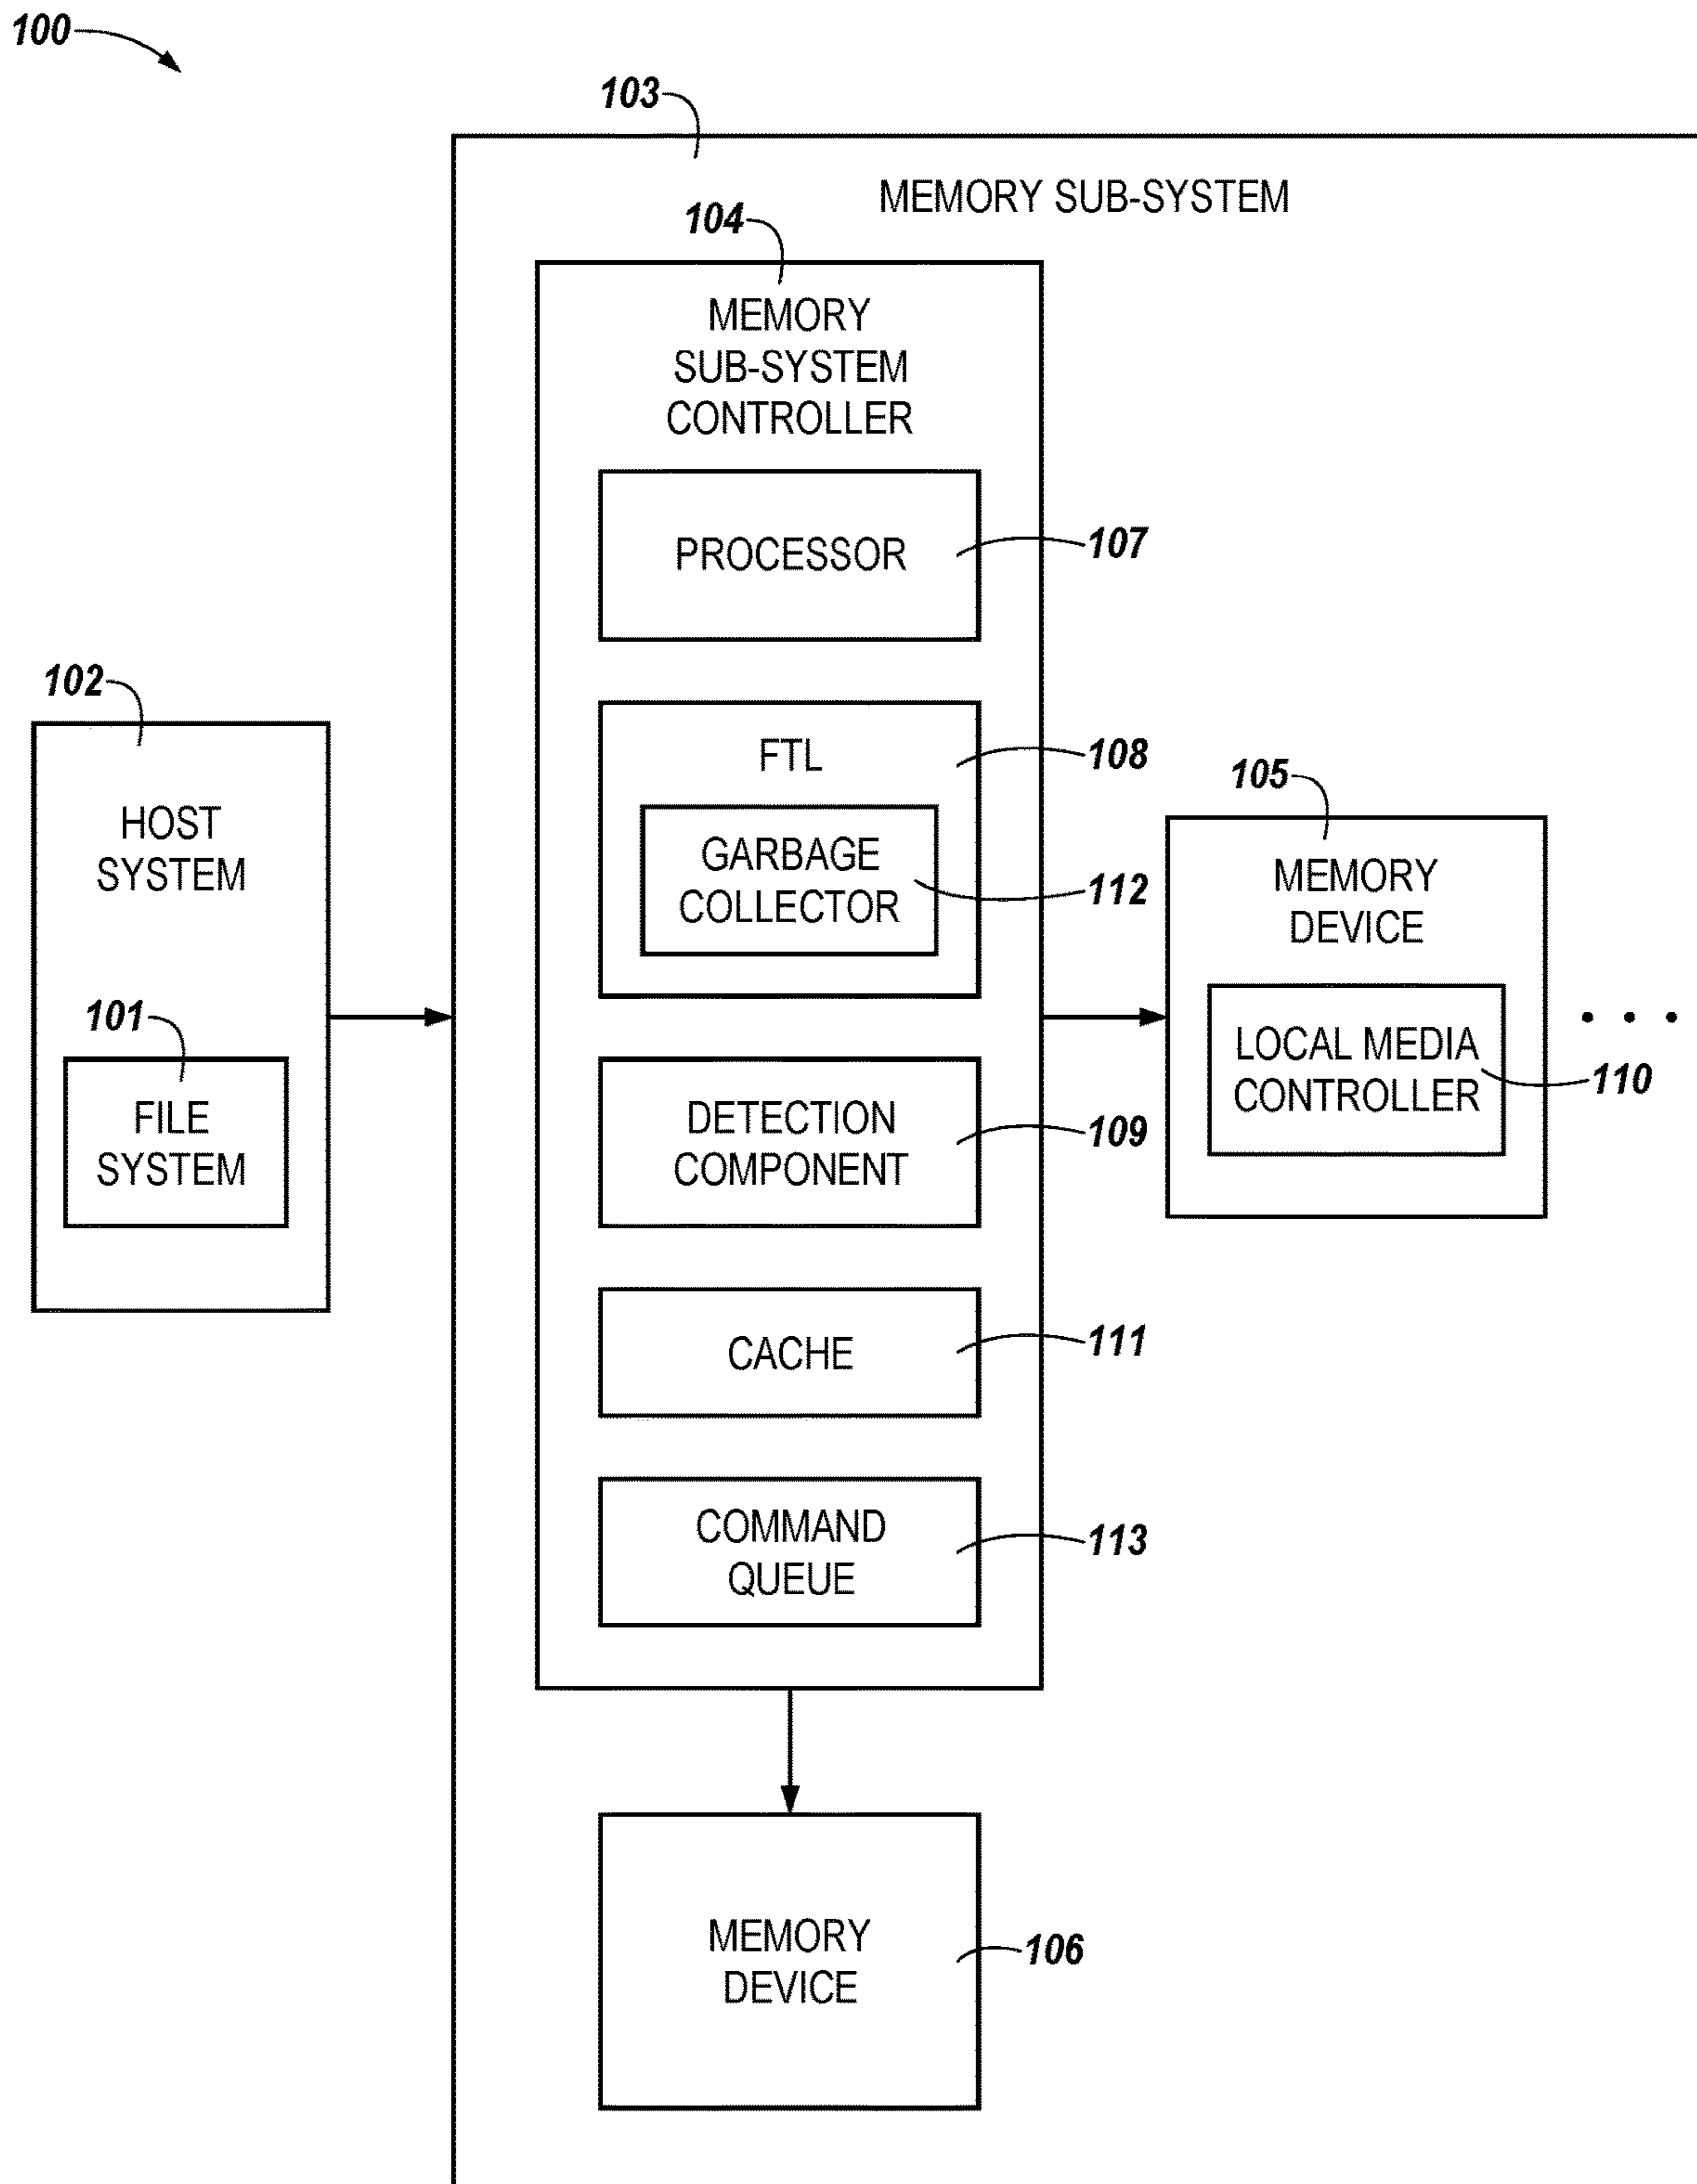 100
103
MEMORY SUB-SYSTEM
104
MEMORY
SUB-SYSTEM
CONTROLLER
PROCESSOR
107
102
HOST
SYSTEM
101
FILE
SYSTEM
FTL
108
GARBAGE
COLLECTOR
112
105
MEMORY
DEVICE
LOCAL MEDIA
CONTROLLER
110
DETECTION
COMPONENT
109
CACHE
111
COMMAND
QUEUE
113
MEMORY
DEVICE
106